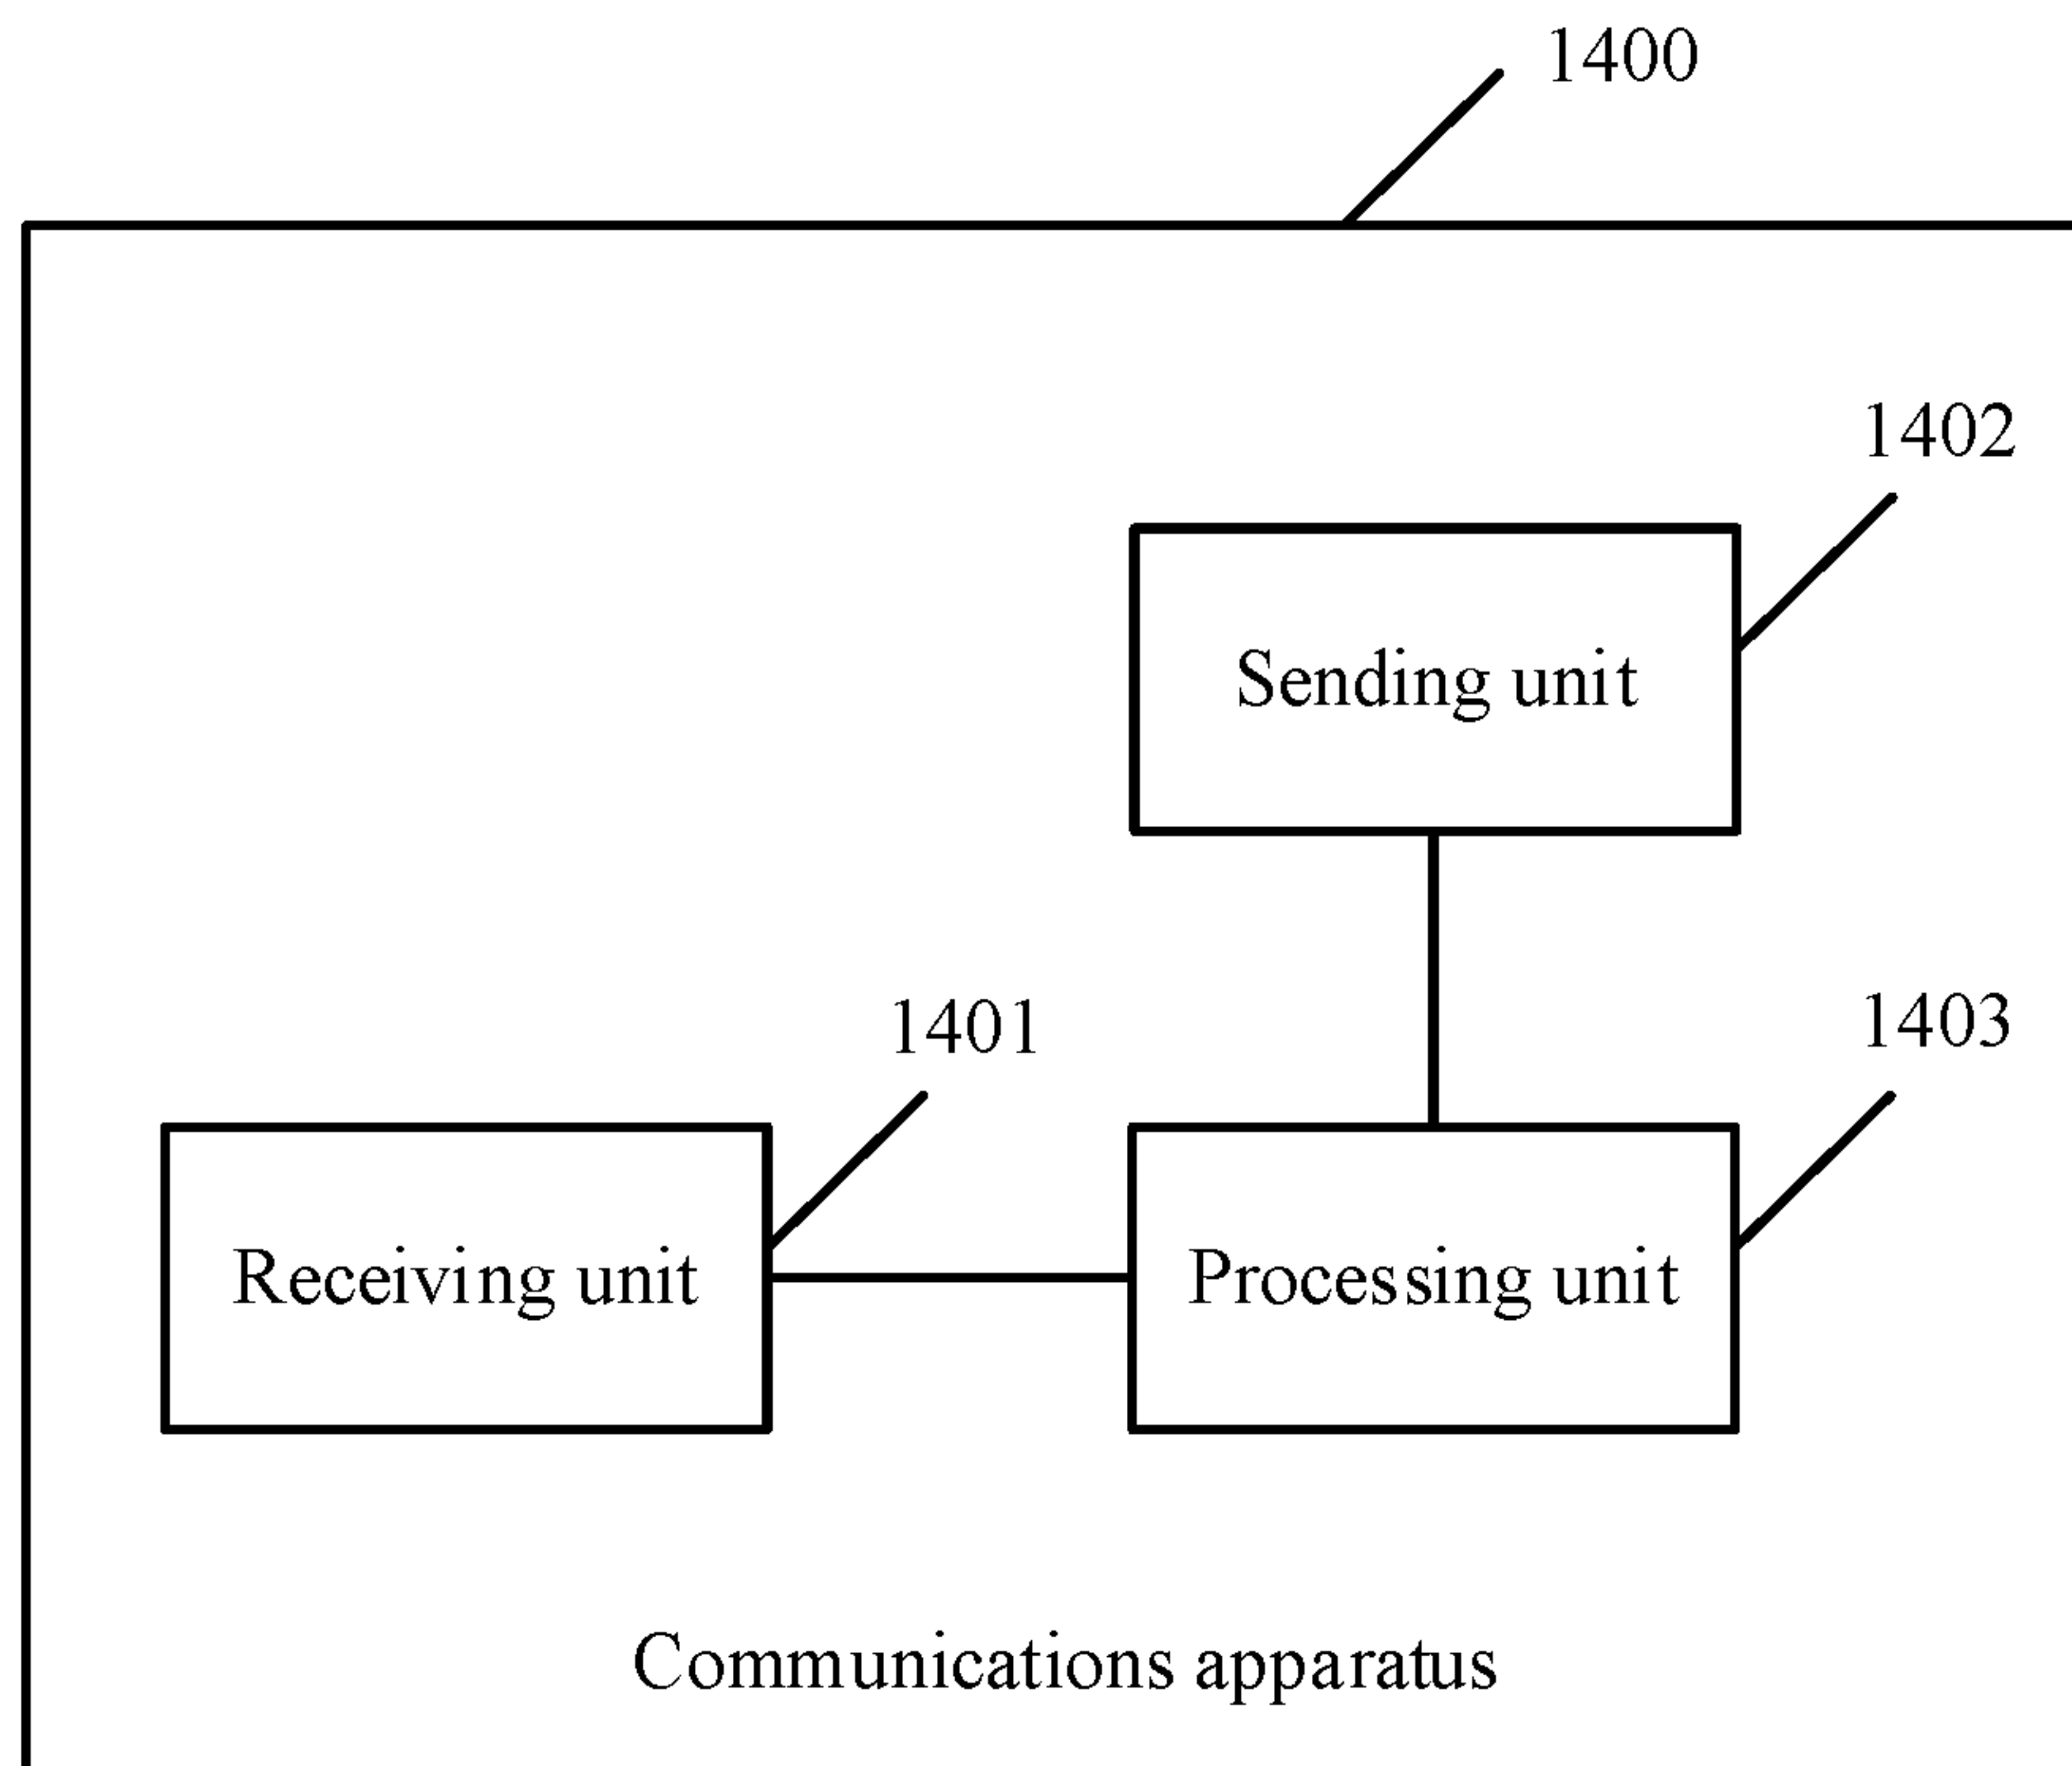 1400
1402
Sending unit
1401
1403
Receiving unit
Processing unit
Communications apparatus